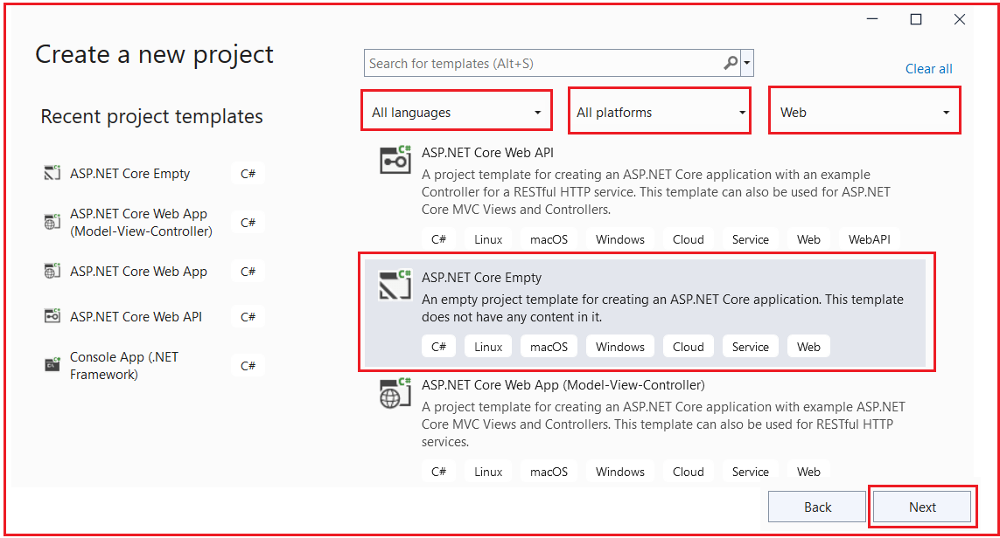 Create a new project
Recent project templates
ASP.NET Core Empty C#
ASP.NET Core Web App
(Model-View-Controller) C#
ASP.NET Core Web App C#
ASP.NET Core Web API C#
Console App (.NET
Framework) C#
Search for templates (Alt+S)
Clear all
All languages All platforms Web
C#
ASP.NET Core Web API
A project template for creating an ASP.NET Core application with an example
Controller for a RESTful HTTP service. This template can also be used for ASP.NET
Core MVC Views and Controllers.
C# Linux macOS Windows Cloud Service Web WebAPI
C#
ASP.NET Core Empty
An empty project template for creating an ASP.NET Core application. This template
does not have any content in it.
C# Linux macOS Windows Cloud Service Web
C#
ASP.NET Core Web App (Model-View-Controller)
A project template for creating an ASP.NET Core application with example ASP.NET
Core MVC Views and Controllers. This template can also be used for RESTful HTTP
services.
C# Linux macOS Windows Cloud Service Web
Back Next